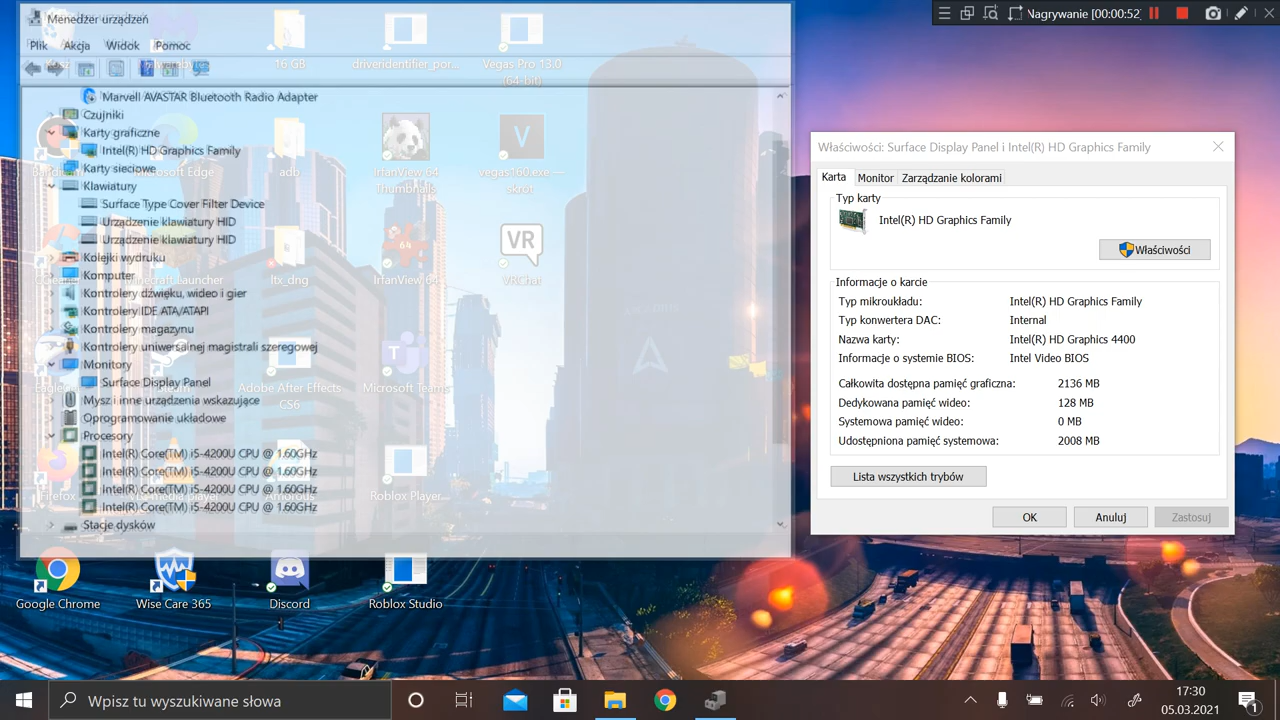 Menedżer urządzeń
Plik Akcja Widok Pomoc
Marvell AVASTAR Bluetooth Radio Adapter
Czujniki
Karty graficzne
Intel(R) HD Graphics Family
Karty sieciowe
Klawiatury
Surface Type Cover Filter Device
Urządzenie klawiatury HID
Urządzenie klawiatury HID
Kolejki wydruku
Komputer
Kontrolery dźwięku, wideo i gier
Kontrolery IDE ATA/ATAPI
Kontrolery magazynu
Kontrolery uniwersalnej magistrali szeregowej
Monitory
Surface Display Panel
Mysz i inne urządzenia wskazujące
Oprogramowanie układowe
Procesory
Intel(R) Core(TM) i5-4200U CPU @ 1.60GHz
Intel(R) Core(TM) i5-4200U CPU @ 1.60GHz
Intel(R) Core(TM) i5-4200U CPU @ 1.60GHz
Intel(R) Core(TM) i5-4200U CPU @ 1.60GHz
Stacje dysków
16 GB
driveridentifier_por...
Vegas Pro 13.0
(64-bit)
Microsoft Edge
adb
IrfanView 64
Thumbnails
vegas160.exe —
skrót
Minecraft Launcher
ltx_dng
IrfanView 64
VRChat
Adobe After Effects
CS6
Microsoft Teams
Firefox
VLC media player
Amorous
Roblox Player...
Google Chrome
Wise Care 365
Discord
Roblox Studio
Nagrywanie [00:00:52]
Właściwości: Surface Display Panel i Intel(R) HD Graphics Family
Karta Monitor Zarządzanie kolorami
Typ karty
Intel(R) HD Graphics Family
Właściwości
Informacje o karcie
Typ mikroukładu: Intel(R) HD Graphics Family
Typ konwertera DAC: Internal
Nazwa karty: Intel(R) HD Graphics 4400
Informacje o systemie BIOS: Intel Video BIOS
Całkowita dostępna pamięć graficzna: 2136 MB
Dedykowana pamięć wideo: 128 MB
Systemowa pamięć wideo: 0 MB
Udostępniona pamięć systemowa: 2008 MB
Lista wszystkich trybów
OK Anuluj Zastosuj
Wpisz tu wyszukiwane słowa
17:30
05.03.2021
1